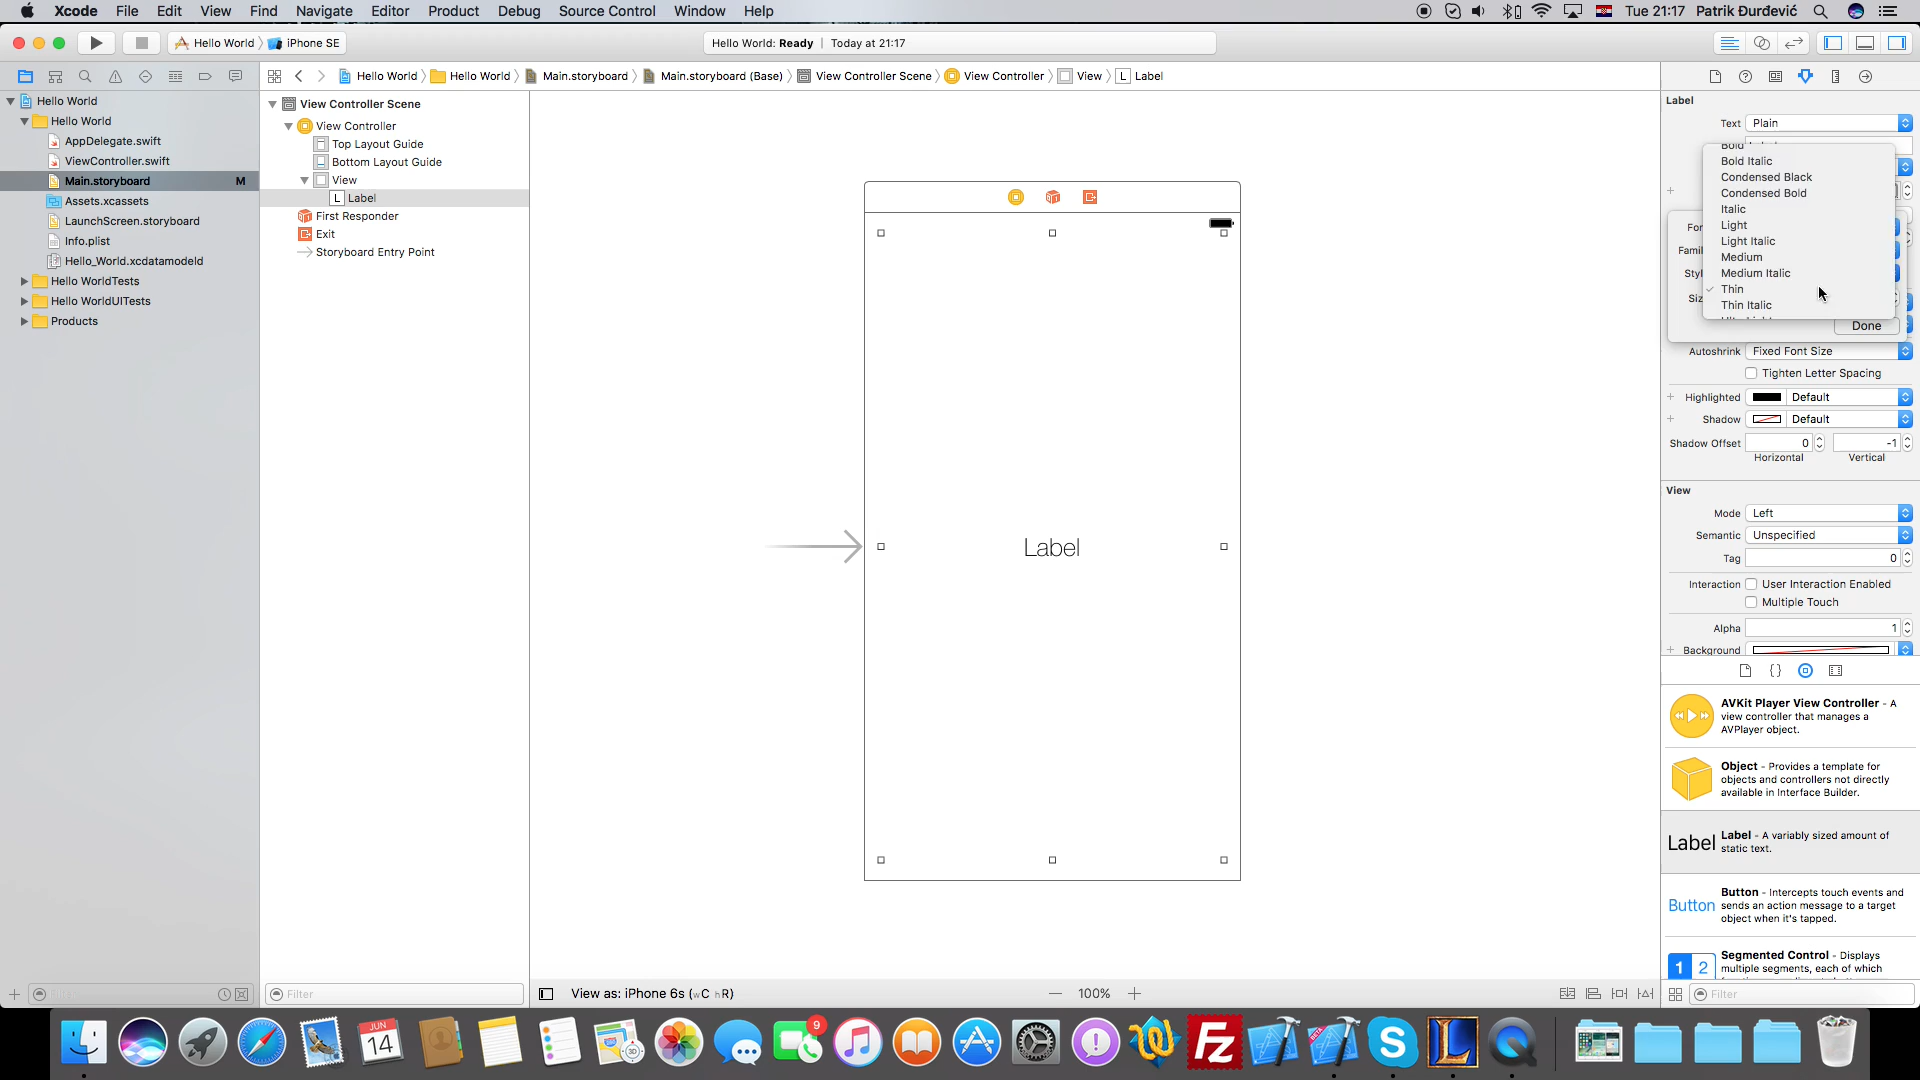 Xcode File Edit View Find Navigate Editor Product Debug Source Control Window Help
Tue 21:17 Patrik Đurđević
Hello World iPhone SE
Hello World: Ready | Today at 21:17
Hello World Hello World Main.storyboard Main.storyboard (Base) View Controller Scene View Controller View L Label
Hello World
Hello World
AppDelegate.swift
ViewController.swift
Main.storyboard M
Assets.xcassets
LaunchScreen.storyboard
Info.plist
Hello_World.xcdatamodeld
Hello WorldTests
Hello WorldUITests
Products
View Controller Scene
View Controller
Top Layout Guide
Bottom Layout Guide
View
L Label
First Responder
Exit
Storyboard Entry Point
Label
Label
Text Plain
Bold
Bold Italic
Condensed Black
Condensed Bold
Italic
Light
Light Italic
Medium
Medium Italic
Thin
Thin Italic
Done
Autoshrink Fixed Font Size
Tighten Letter Spacing
Highlighted Default
Shadow Default
Shadow Offset 0 -1
Horizontal Vertical
View
Mode Left
Semantic Unspecified
Tag 0
Interaction User Interaction Enabled
Multiple Touch
Alpha 1
Background
{}
AVKit Player View Controller - A
view controller that manages a
AVPlayer object.
Object - Provides a template for
objects and controllers not directly
available in Interface Builder.
Label
Label - A variably sized amount of
static text.
Button
Button - Intercepts touch events and
sends an action message to a target
object when it's tapped.
1 2
Segmented Control - Displays
multiple segments, each of which
Filter
Filter
View as: iPhone 6s (wC hR)
100%
JUN
14
3D
9
Fz
S
L